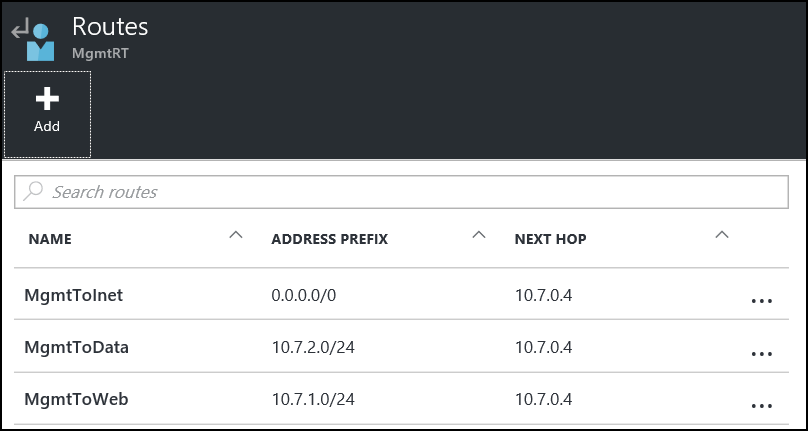 Routes
MgmtRT
Add
Search routes
NAME ADDRESS PREFIX NEXT HOP
MgmtToInet 0.0.0.0/0 10.7.0.4 ...
MgmtToData 10.7.2.0/24 10.7.0.4 ...
MgmtToWeb 10.7.1.0/24 10.7.0.4 ...